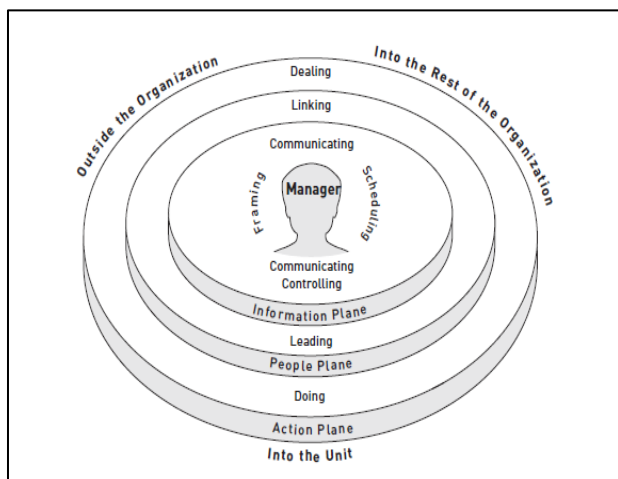 Outside the Organization
Into the Rest of the Organization
Dealing
Linking
Communicating
Framing
Manager
Scheduling
Communicating
Controlling
Information Plane
Leading
People Plane
Doing
Action Plane
Into the Unit